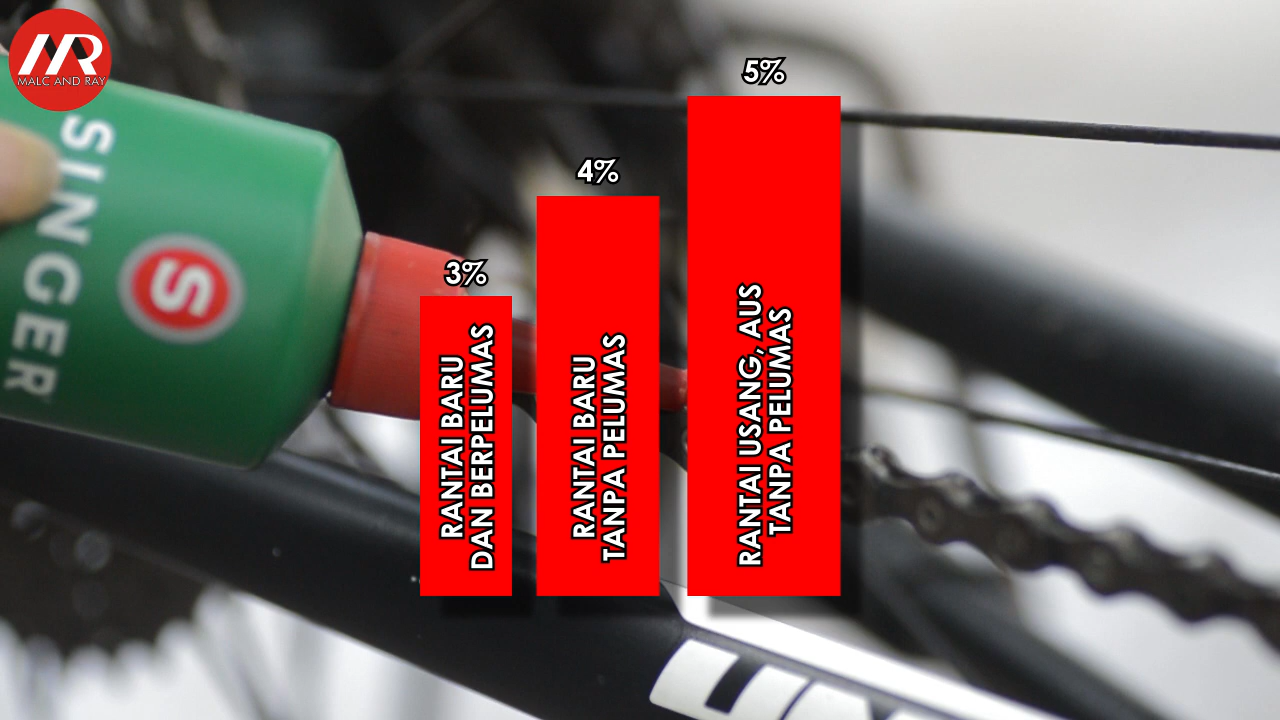 MR
MALC AND RAY
SINGER
S
3%
RANTAI BARU
DAN BERPELUMAS
4%
RANTAI BARU
TANPA PELUMAS
5%
RANTAI USANG, AUS
TANPA PELUMAS